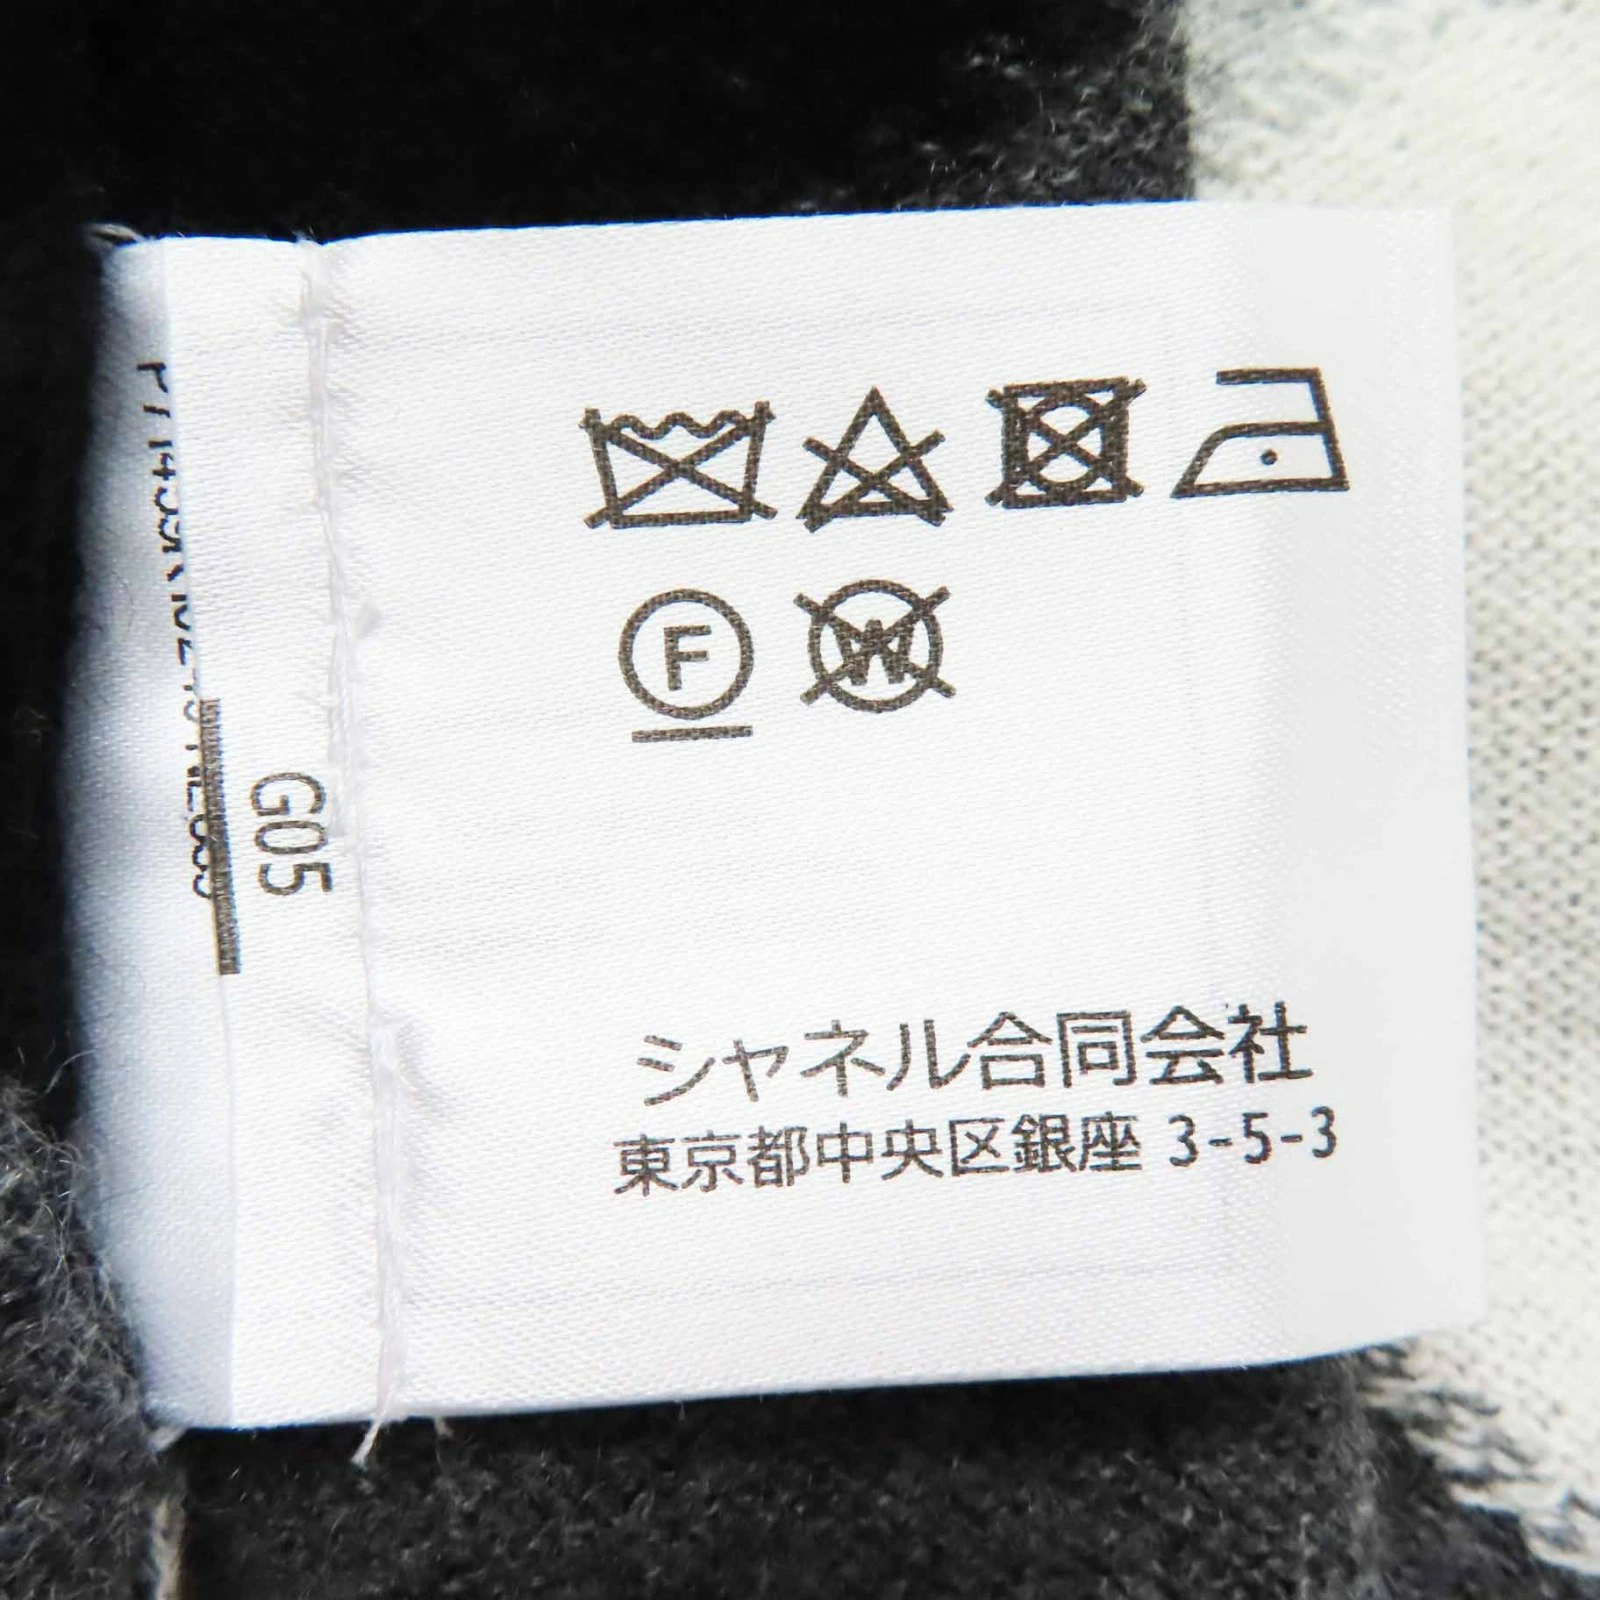 F
W
G05
シャネル合同会社
東京都中央区銀座 3-5-3